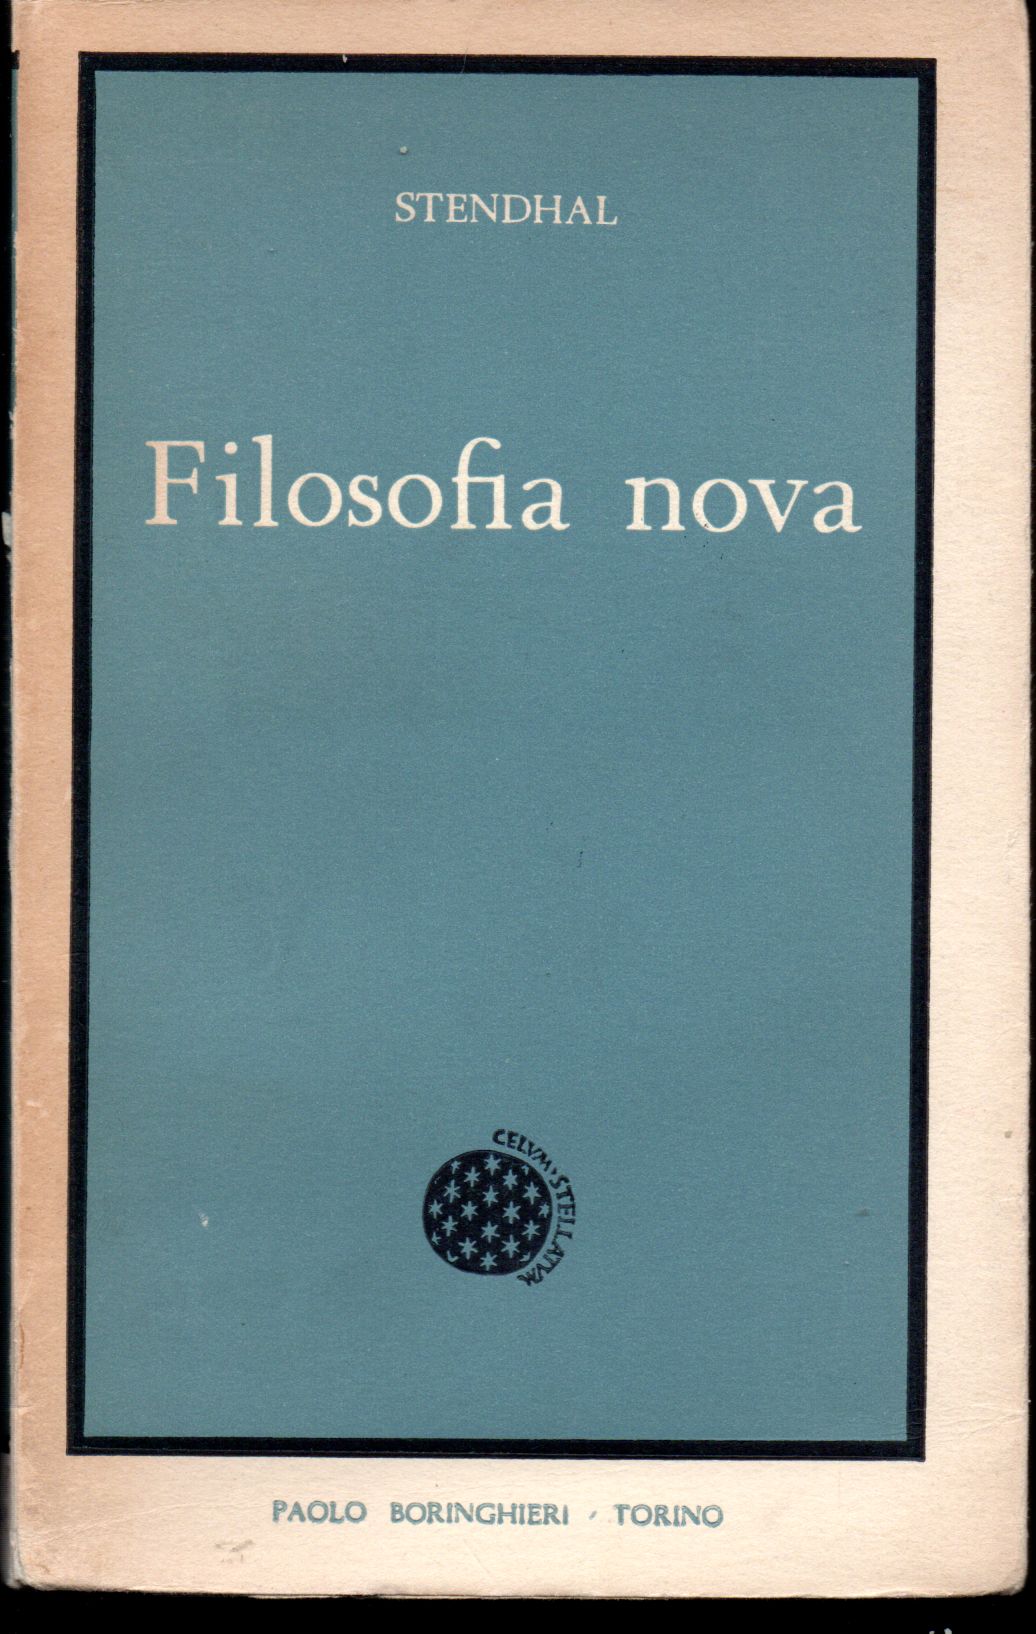 STENDHAL
Filosofia nova
CELVM · STELLATVM
PAOLO BORINGHIERI · TORINO